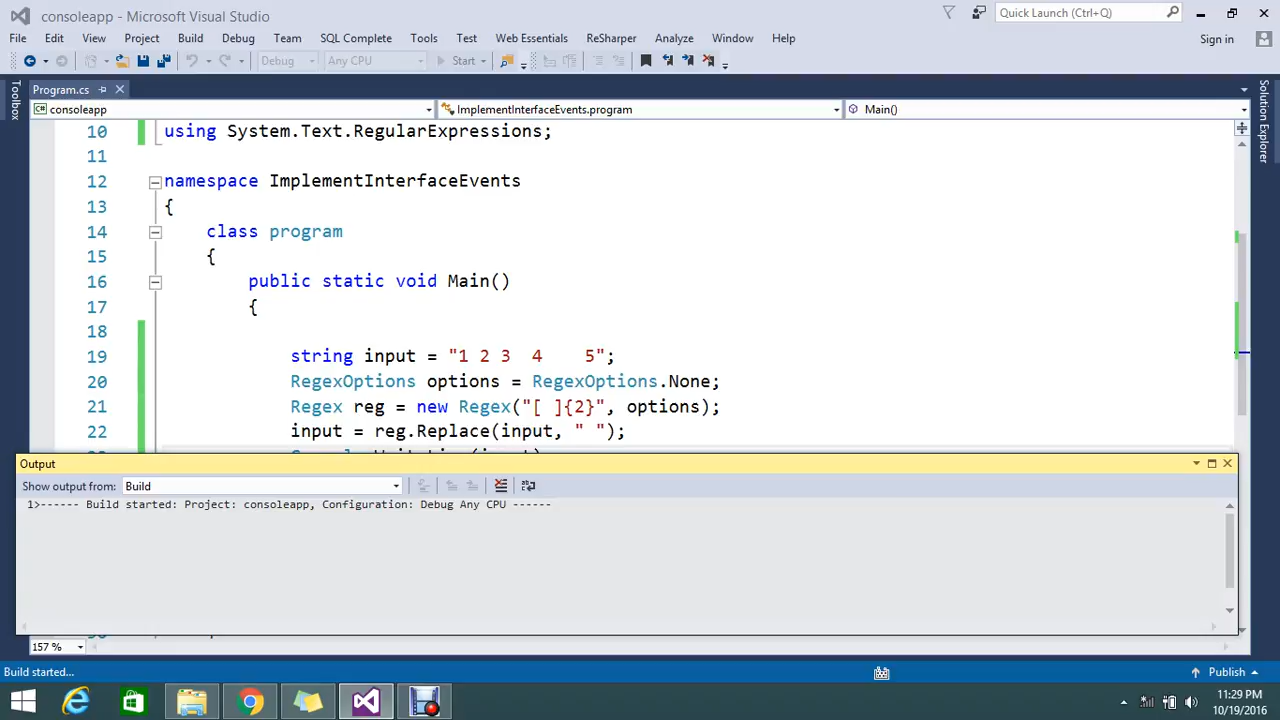 consoleapp - Microsoft Visual Studio
Quick Launch (Ctrl+Q)
File Edit View Project Build Debug Team SQL Complete Tools Test Web Essentials ReSharper Analyze Window Help
Sign in
Debug Any CPU Start
Toolbox
Program.cs
Solution Explorer
consoleapp ImplementInterfaceEvents.program Main()
10 using System.Text.RegularExpressions;
11
12 namespace ImplementInterfaceEvents
13 {
14 class program
15 {
16 public static void Main()
17 {
18
19 string input = "1 2 3  4    5";
20 RegexOptions options = RegexOptions.None;
21 Regex reg = new Regex("[ ]{2}", options);
22 input = reg.Replace(input, " ");
Output
Show output from: Build
1>------ Build started: Project: consoleapp, Configuration: Debug Any CPU ------
157 %
Build started...
Publish
11:29 PM
10/19/2016